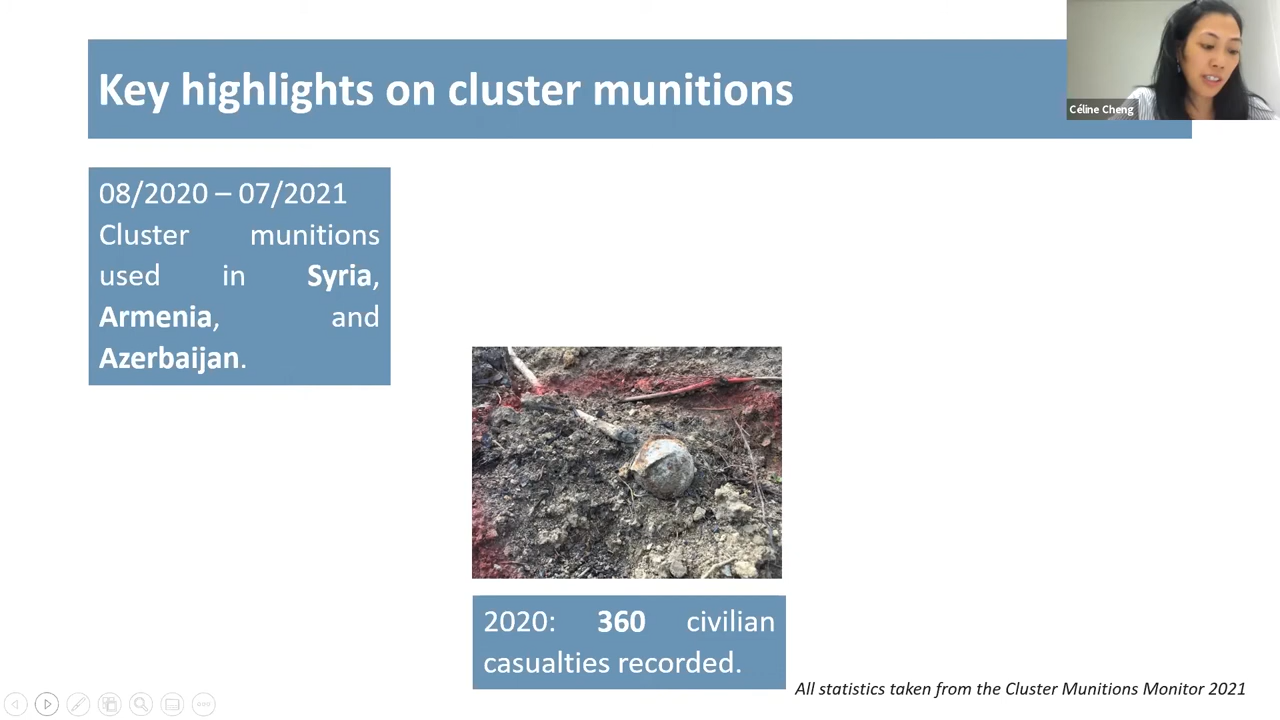 Key highlights on cluster munitions
Céline Cheng
08/2020 – 07/2021
Cluster munitions
used in Syria,
Armenia, and
Azerbaijan.
2020: 360 civilian
casualties recorded.
All statistics taken from the Cluster Munitions Monitor 2021